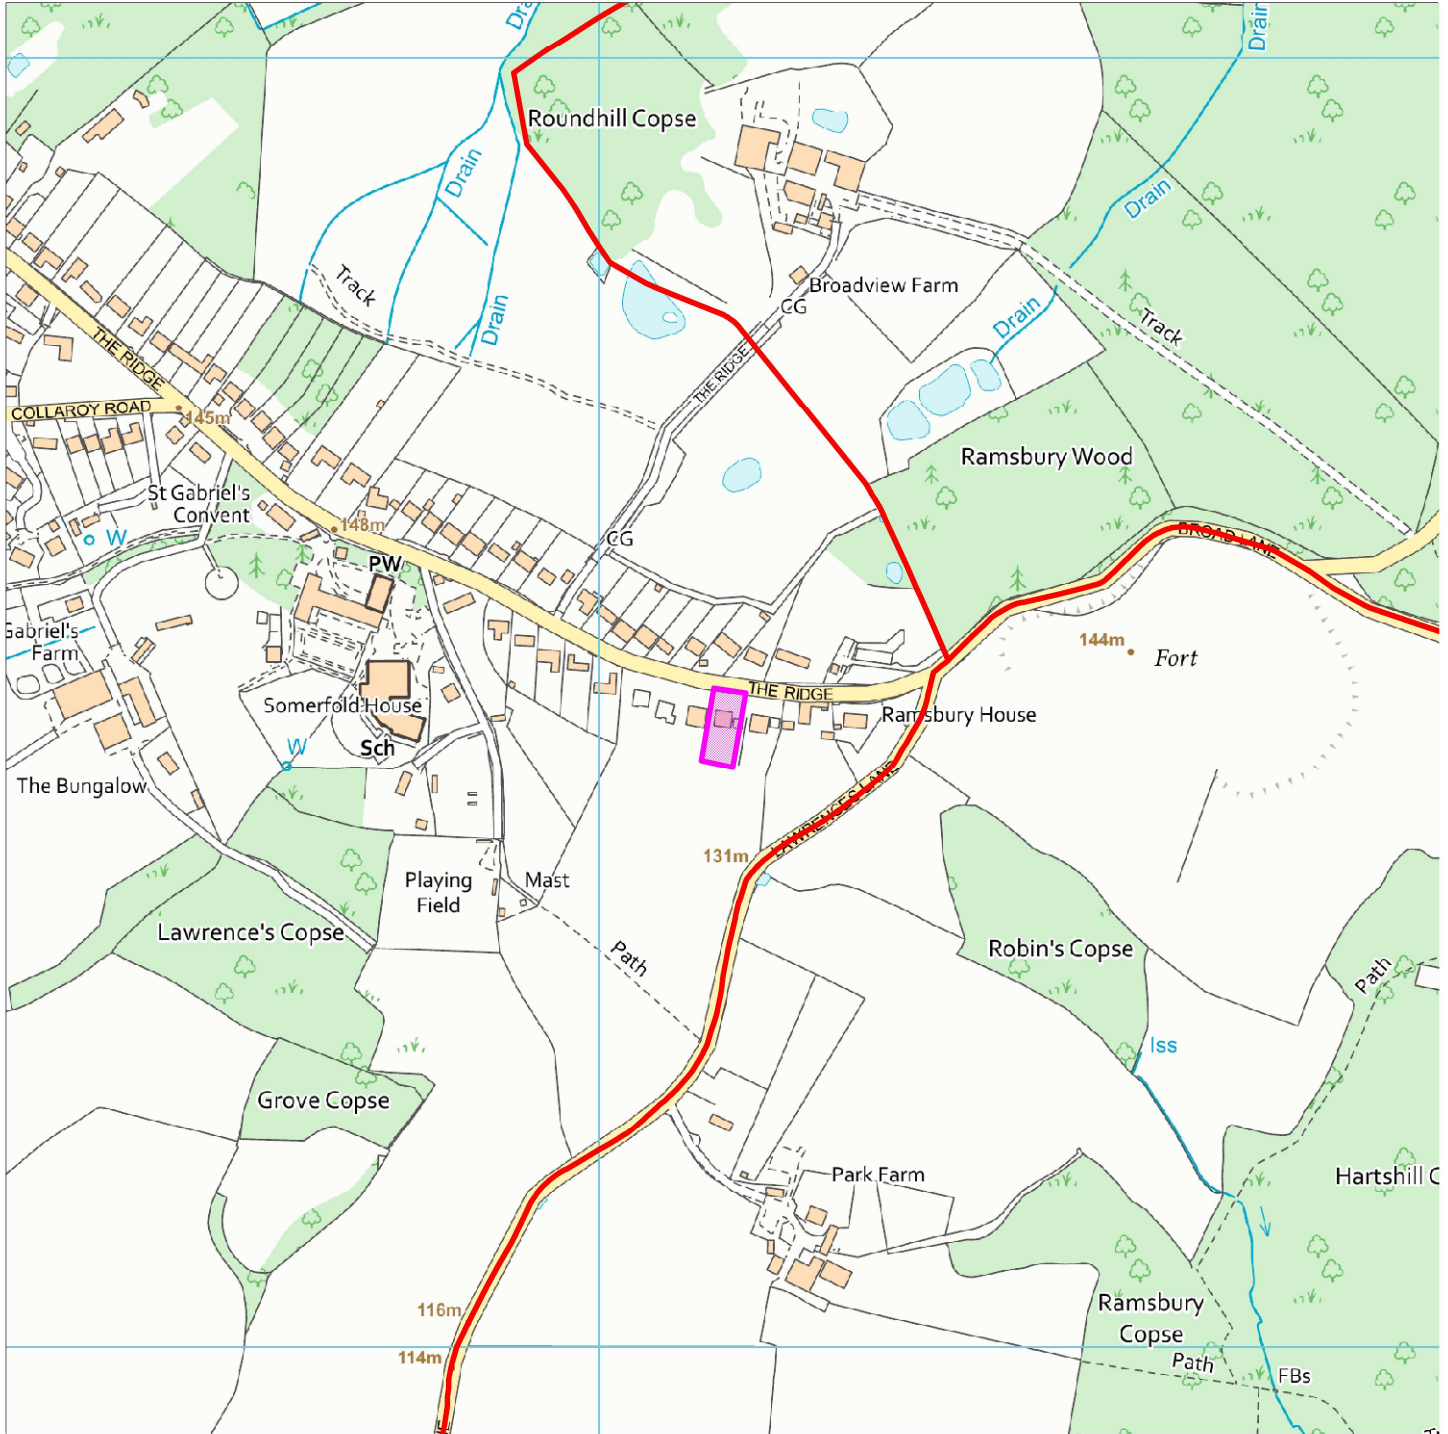 Drain
Roundhill Copse
Drain
Drain
Track
Broadview Farm
CG
Drain
Drain
Track
THE RIDGE
THE RIDGE
COLLAROY ROAD
145m
Ramsbury Wood
St Gabriel's
Convent
148m
W
CG
PW
BROAD LANE
Gabriel's
Farm
144m
Fort
THE RIDGE
Somerfold House
Ramsbury House
Sch
W
The Bungalow
LAWRENCES LANE
131m
Playing
Field
Mast
Lawrence's Copse
Path
Robin's Copse
Path
Iss
Grove Copse
Park Farm
Hartshill C
116m
Ramsbury
Copse
114m
Path
FBs